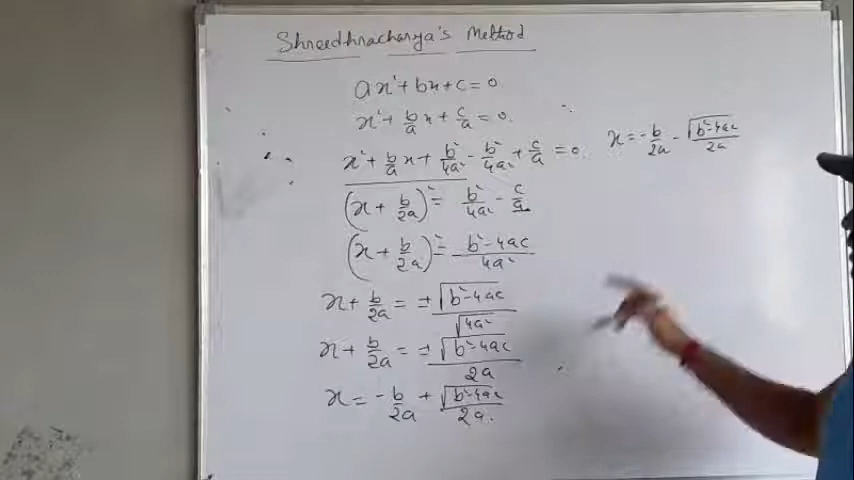 Shreedhracharya's Method
ax² + bx + c = 0
x² + b/a x + c/a = 0.
x² + b/a x + b²/4a² - b²/4a² + c/a = 0.
(x + b/2a)² = b²/4a² - c/a
(x + b/2a)² = b²-4ac/4a²
x + b/2a = ± √b²-4ac/√4a²
x + b/2a = ± √b²-4ac/2a
x = -b/2a + √b²-4ac/2a.
x = -b/2a - √b²-4ac/2a